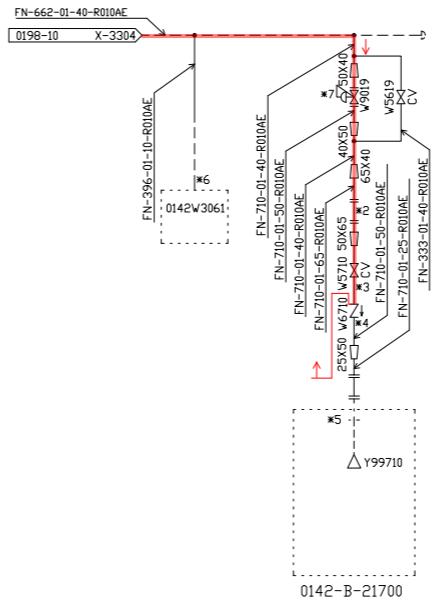 FN-662-01-40-R010AE
0198-10 X-3304
FN-396-01-10-R010AE
*6
0142W3061
FN-710-01-40-R010AE
FN-710-01-50-R010AE
FN-710-01-40-R010AE
FN-710-01-65-R010AE
50X40
*7
W9019
40X50
W5619
CV
65X40
*2
50X65
W5710
CV
*3
W6710
*4
25X50
FN-710-01-50-R010AE
FN-710-01-25-R010AE
FN-333-01-40-R010AE
*5
Y99710
0142-B-21700